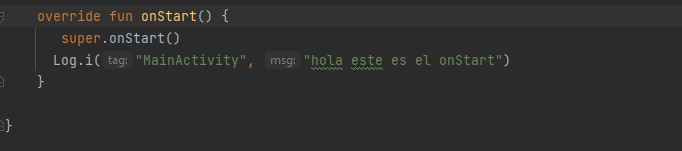 override fun onStart() {
super.onStart()
Log.i( tag: "MainActivity", msg: "hola este es el onStart")
}
}